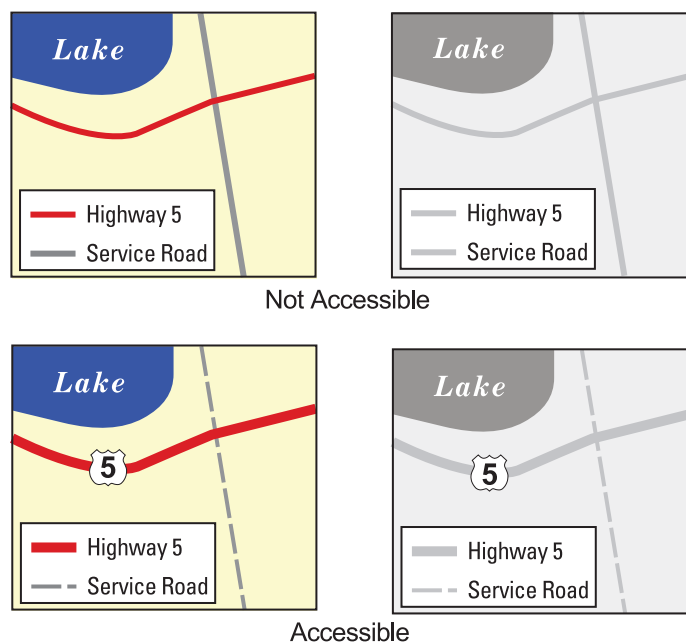 Lake
Highway 5
Service Road
Lake
Highway 5
Service Road
Not Accessible
Lake
5
Highway 5
Service Road
Lake
5
Highway 5
Service Road
Accessible